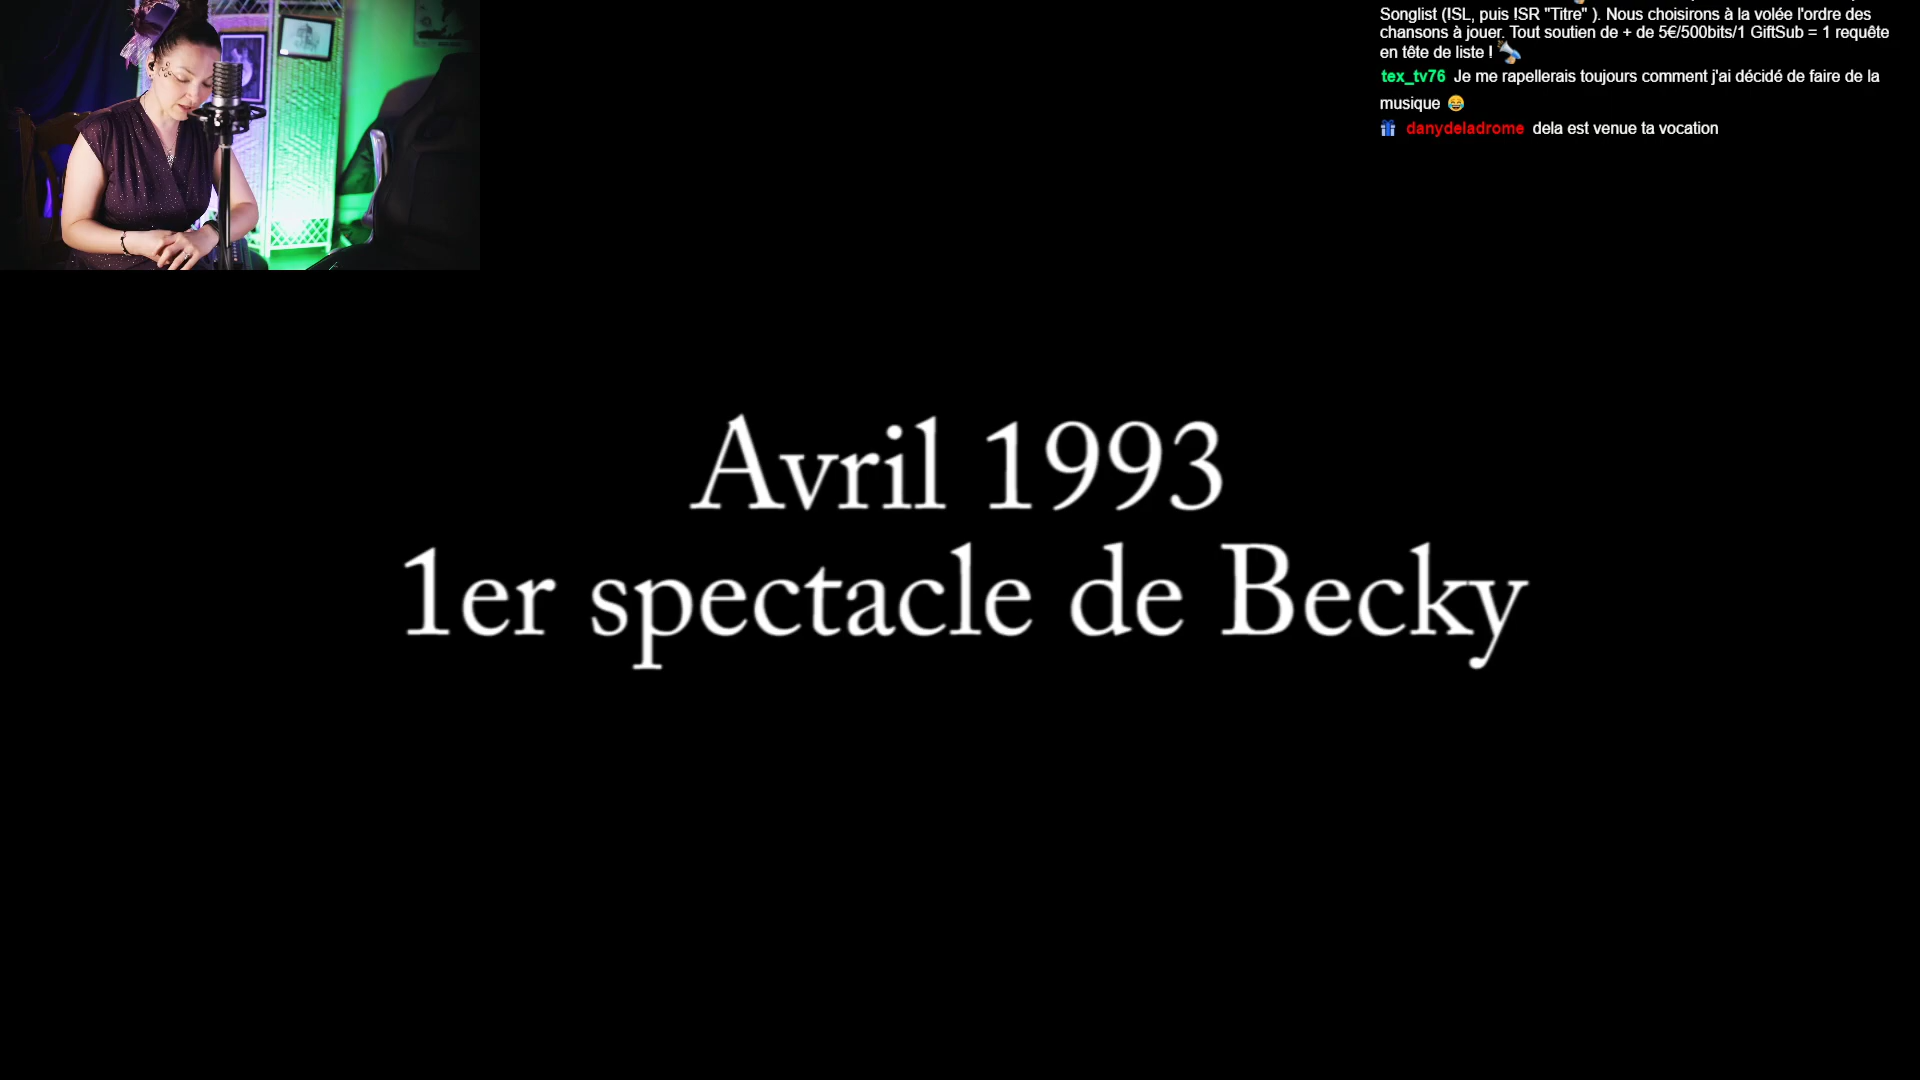 Songlist (!SL, puis !SR "Titre" ). Nous choisirons à la volée l'ordre des
chansons à jouer. Tout soutien de + de 5€/500bits/1 GiftSub = 1 requête
en tête de liste !
tex_tv76 Je me rapellerais toujours comment j'ai décidé de faire de la
musique 😂
danydeladrome dela est venue ta vocation
Avril 1993
1er spectacle de Becky